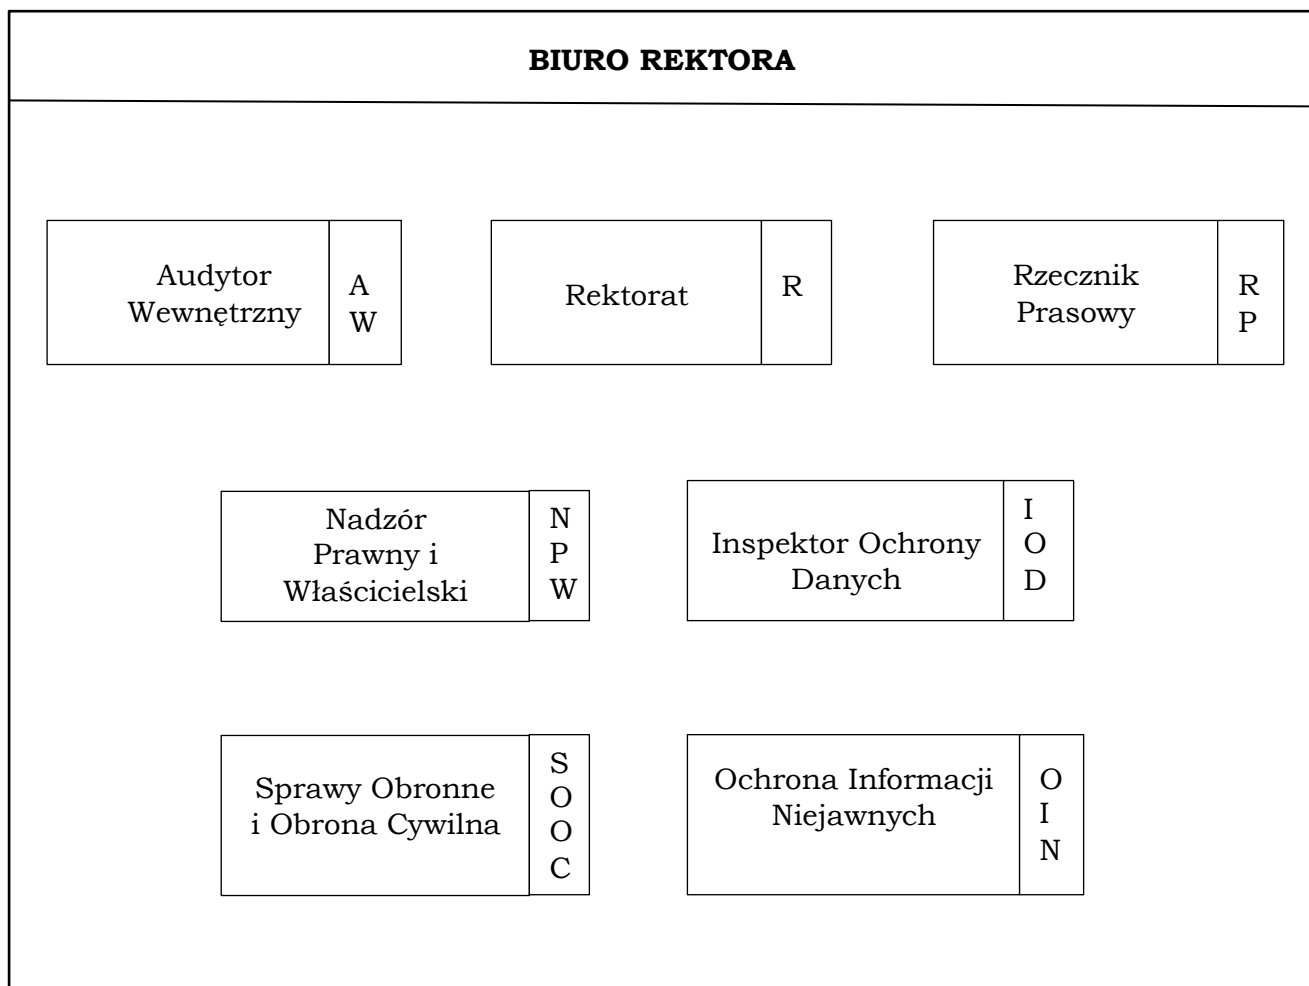 BIURO REKTORA
Audytor
Wewnętrzny
A
W
Rektorat
R
Rzecznik
Prasowy
R
P
Nadzór
Prawny i
Właścicielski
N
P
W
Inspektor Ochrony
Danych
I
O
D
Sprawy Obronne
i Obrona Cywilna
S
O
O
C
Ochrona Informacji
Niejawnych
O
I
N